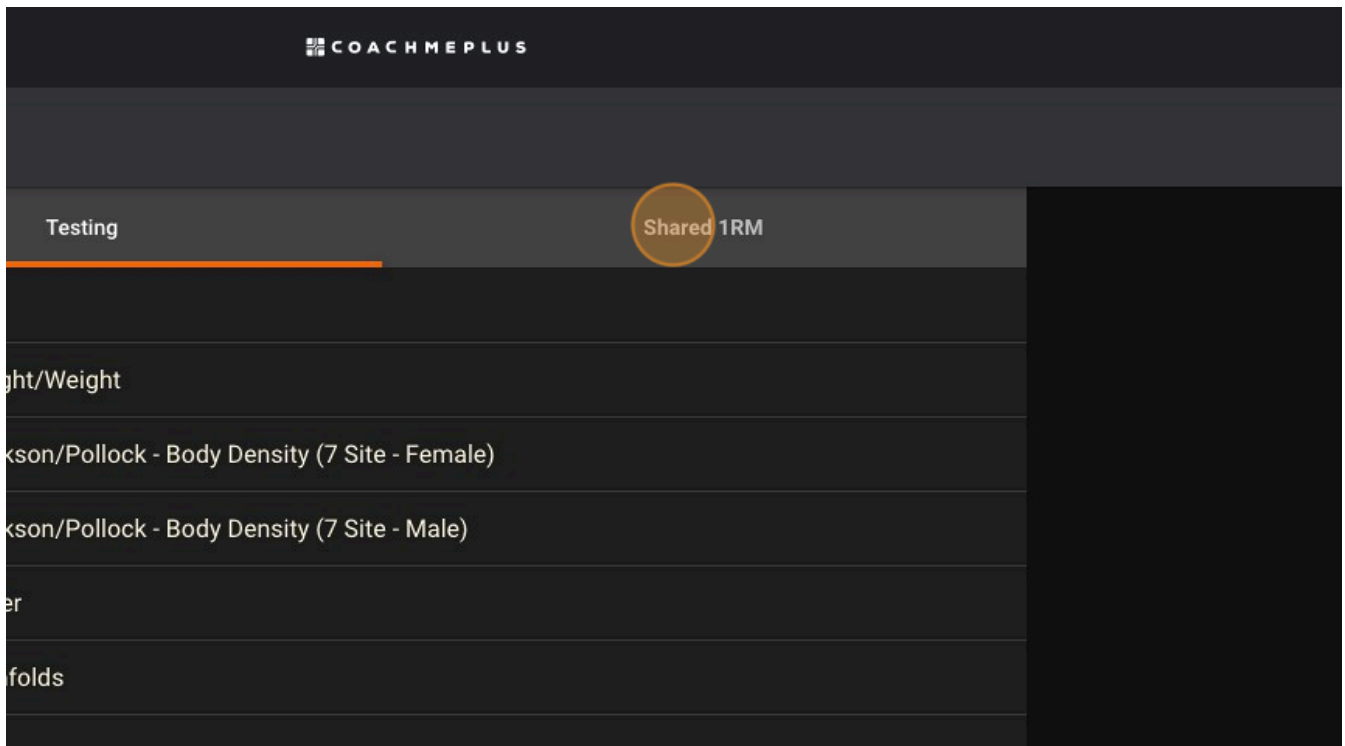 COACHMEPLUS
Testing
Shared 1RM
ght/Weight
kson/Pollock - Body Density (7 Site - Female)
kson/Pollock - Body Density (7 Site - Male)
er
folds